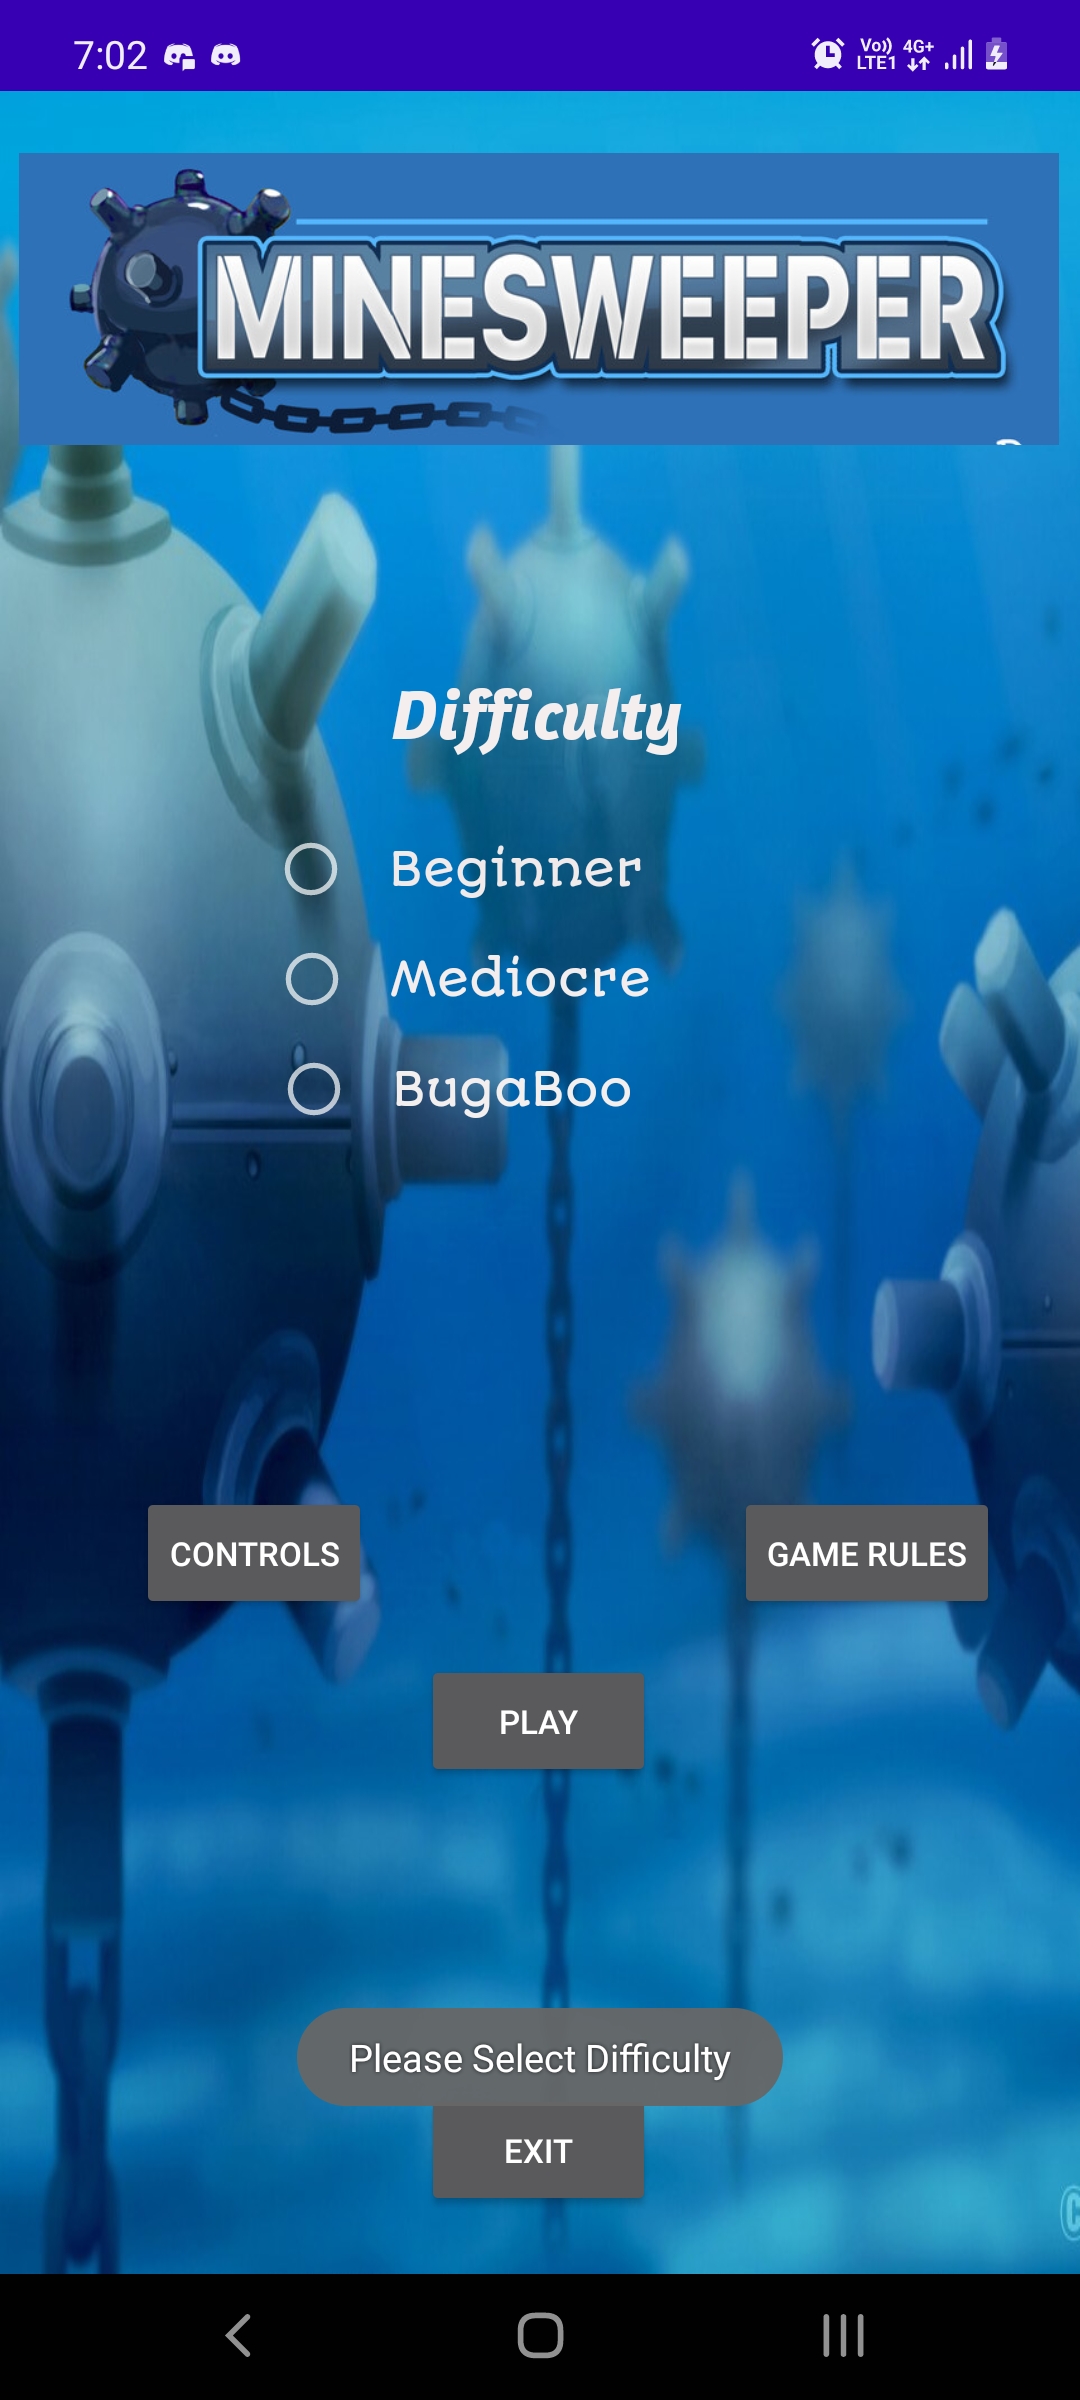 7:02
Vo)) LTE1 4G+
MINESWEEPER
Difficulty
Beginner
Mediocre
BugaBoo
CONTROLS
GAME RULES
PLAY
Please Select Difficulty
EXIT